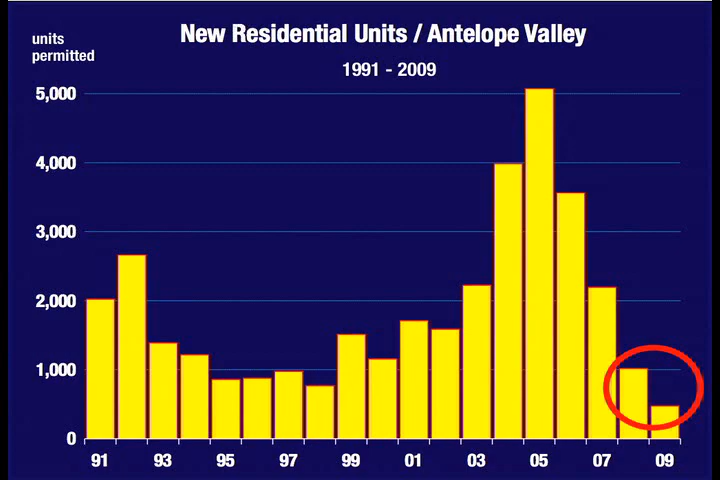 New Residential Units / Antelope Valley
1991 - 2009
units
permitted
5,000
4,000
3,000
2,000
1,000
0
91 93 95 97 99 01 03 05 07 09